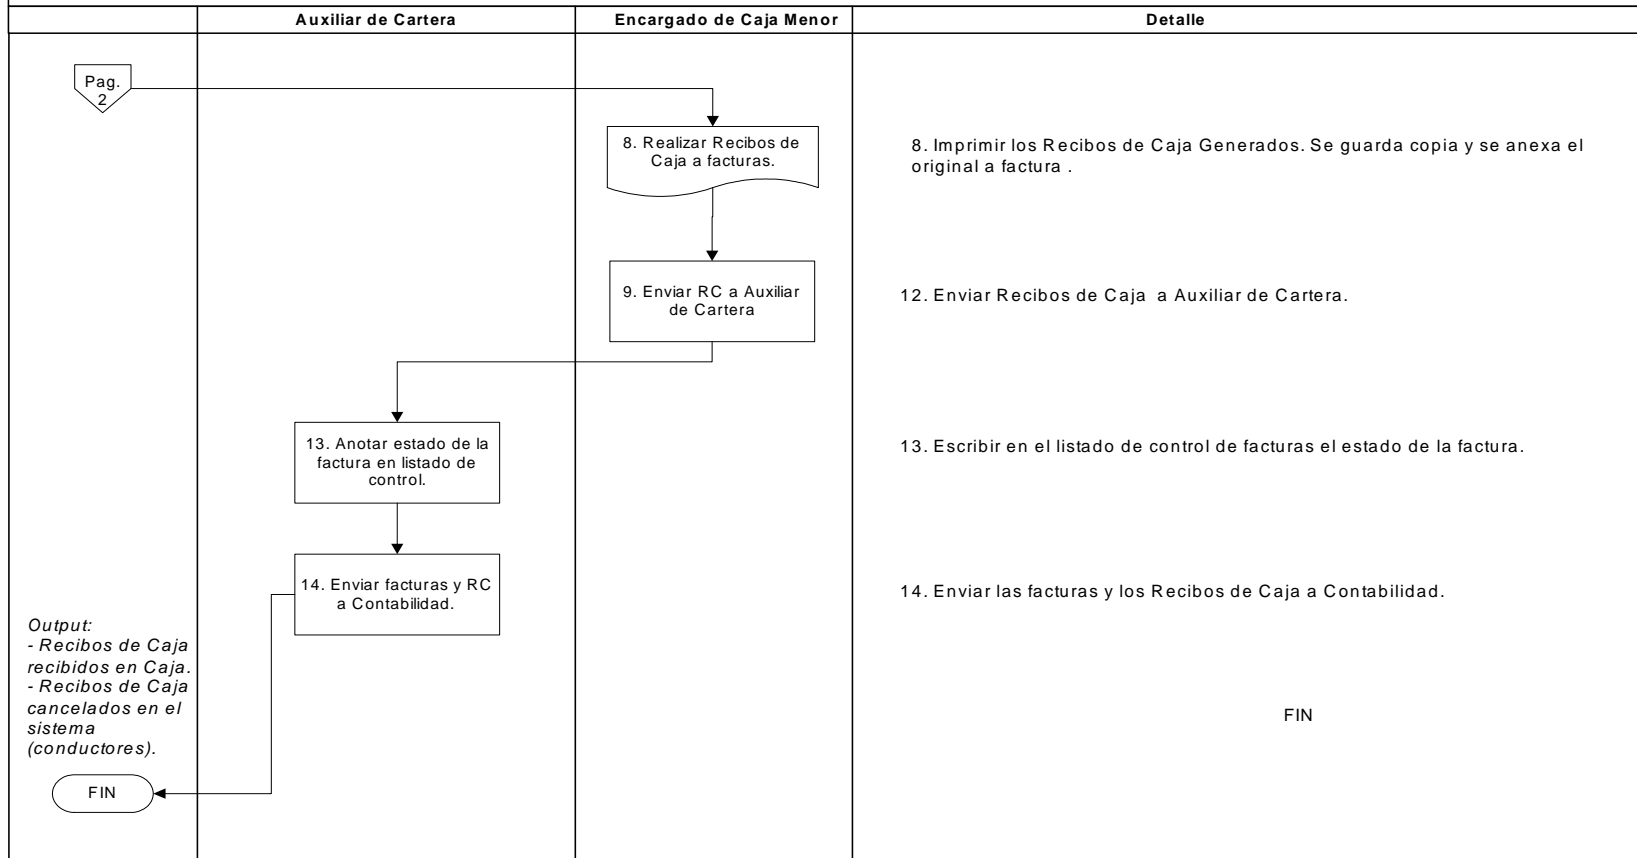 Auxiliar de Cartera
Encargado de Caja Menor
Detalle
Pag.
2
8. Realizar Recibos de
Caja a facturas.
8. Imprimir los Recibos de Caja Generados. Se guarda copia y se anexa el
original a factura .
9. Enviar RC a Auxiliar
de Cartera
12. Enviar Recibos de Caja a Auxiliar de Cartera.
13. Anotar estado de la
factura en listado de
control.
13. Escribir en el listado de control de facturas el estado de la factura.
14. Enviar facturas y RC
a Contabilidad.
14. Enviar las facturas y los Recibos de Caja a Contabilidad.
Output:
- Recibos de Caja
recibidos en Caja.
- Recibos de Caja
cancelados en el
sistema
(conductores).
FIN
FIN